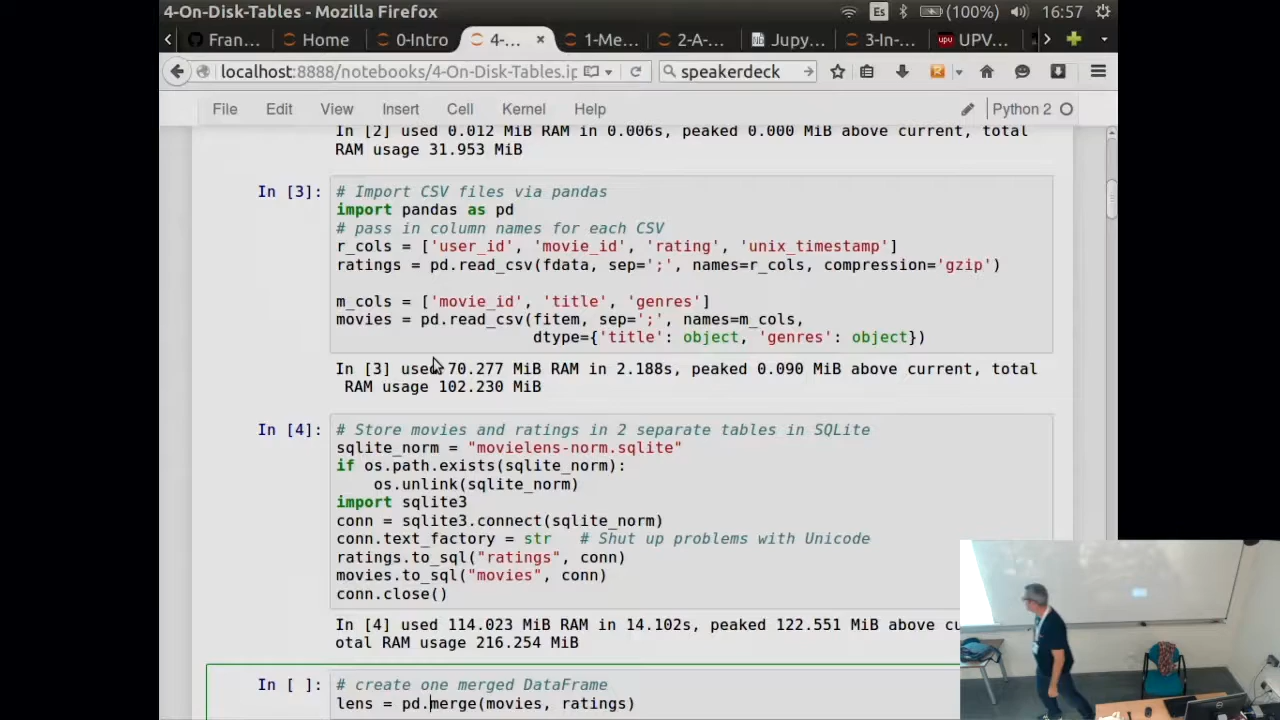 4-On-Disk-Tables - Mozilla Firefox
Es
(100%)
16:57
Fran...
Home
0-Intro
4-...
1-Me...
2-A-...
Jupy...
3-In-...
upu
UPV...
localhost:8888/notebooks/4-On-Disk-Tables.ip
speakerdeck
File
Edit
View
Insert
Cell
Kernel
Help
Python 2
In [2] used 0.012 MiB RAM in 0.006s, peaked 0.000 MiB above current, total
RAM usage 31.953 MiB
In [3]:
# Import CSV files via pandas
import pandas as pd
# pass in column names for each CSV
r_cols = ['user_id', 'movie_id', 'rating', 'unix_timestamp']
ratings = pd.read_csv(fdata, sep=';', names=r_cols, compression='gzip')
m_cols = ['movie_id', 'title', 'genres']
movies = pd.read_csv(fitem, sep=';', names=m_cols,
dtype={'title': object, 'genres': object})
In [3] used 70.277 MiB RAM in 2.188s, peaked 0.090 MiB above current, total
RAM usage 102.230 MiB
In [4]:
# Store movies and ratings in 2 separate tables in SQLite
sqlite_norm = "movielens-norm.sqlite"
if os.path.exists(sqlite_norm):
os.unlink(sqlite_norm)
import sqlite3
conn = sqlite3.connect(sqlite_norm)
conn.text_factory = str   # Shut up problems with Unicode
ratings.to_sql("ratings", conn)
movies.to_sql("movies", conn)
conn.close()
In [4] used 114.023 MiB RAM in 14.102s, peaked 122.551 MiB above cu
otal RAM usage 216.254 MiB
In [ ]:
# create one merged DataFrame
lens = pd.merge(movies, ratings)